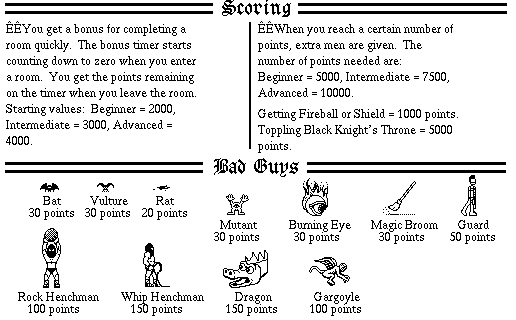 Scoring
ÊÊYou get a bonus for completing a
room quickly.  The bonus timer starts
counting down to zero when you enter
a room.  You get the points remaining
on the timer when you leave the room.
Starting values:  Beginner = 2000,
Intermediate = 3000, Advanced =
4000.
ÊÊWhen you reach a certain number of
points, extra men are given.  The
number of points needed are:
Beginner = 5000, Intermediate = 7500,
Advanced = 10000.
Getting Fireball or Shield = 1000 points.
Toppling Black Knight's Throne = 5000
points.
Bad Guys
Bat
30 points
Vulture
30 points
Rat
20 points
Mutant
30 points
Burning Eye
30 points
Magic Broom
30 points
Guard
50 points
Rock Henchman
100 points
Whip Henchman
150 points
Dragon
150 points
Gargoyle
100 points